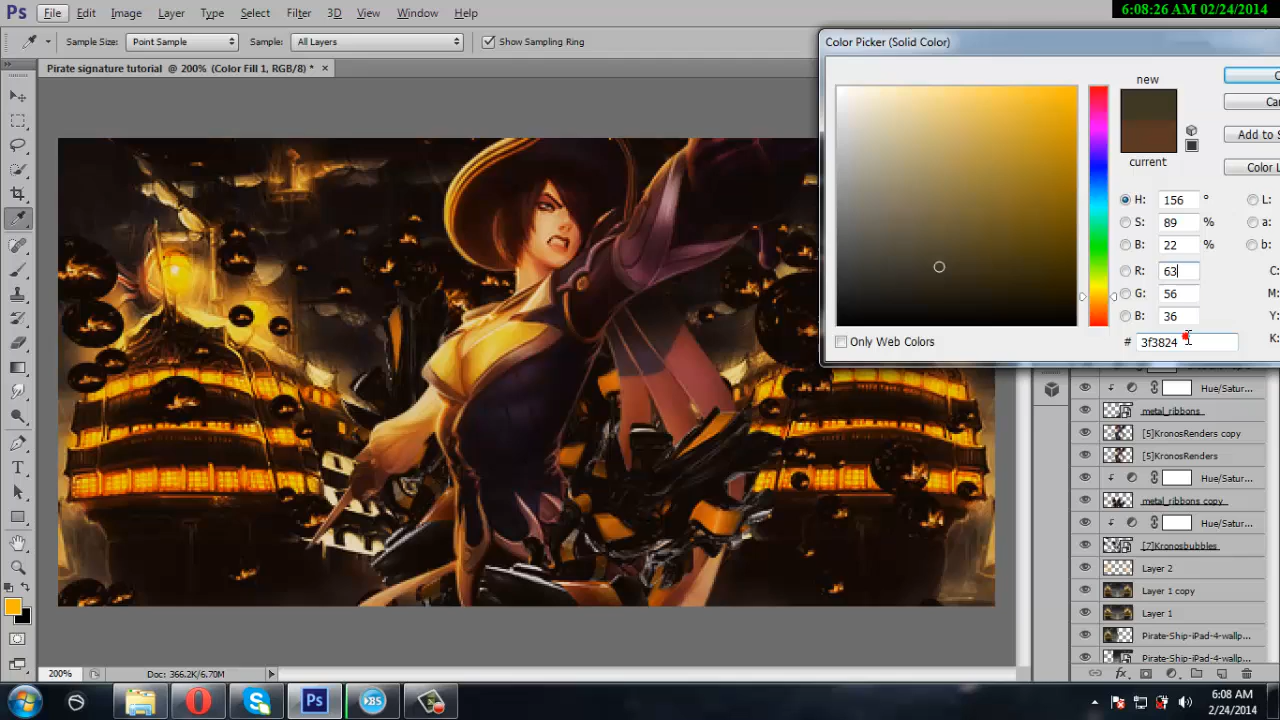 6:08:26 AM 02/24/2014
Ps File Edit Image Layer Type Select Filter 3D View Window Help
Sample Size: Point Sample Sample: All Layers Show Sampling Ring
Color Picker (Solid Color)
Pirate signature tutorial @ 200% (Color Fill 1, RGB/8) * ×
new
current
Add to S
Color L
H: 156 ° L:
S: 89 % a:
B: 22 % b:
R: 63 C:
G: 56 M:
B: 36 Y:
# 3f3824 K:
Only Web Colors
Hue/Satur...
metal_ribbons
[5]KronosRenders copy
[5]KronosRenders
Hue/Satur...
metal_ribbons copy
Hue/Satur...
[7]Kronosbubbles
Layer 2
Layer 1 copy
Layer 1
Pirate-Ship-iPad-4-wallp...
Pirate-Ship-iPad-4-wallp...
200% Doc: 366.2K/6.70M
Ps
6:08 AM
2/24/2014